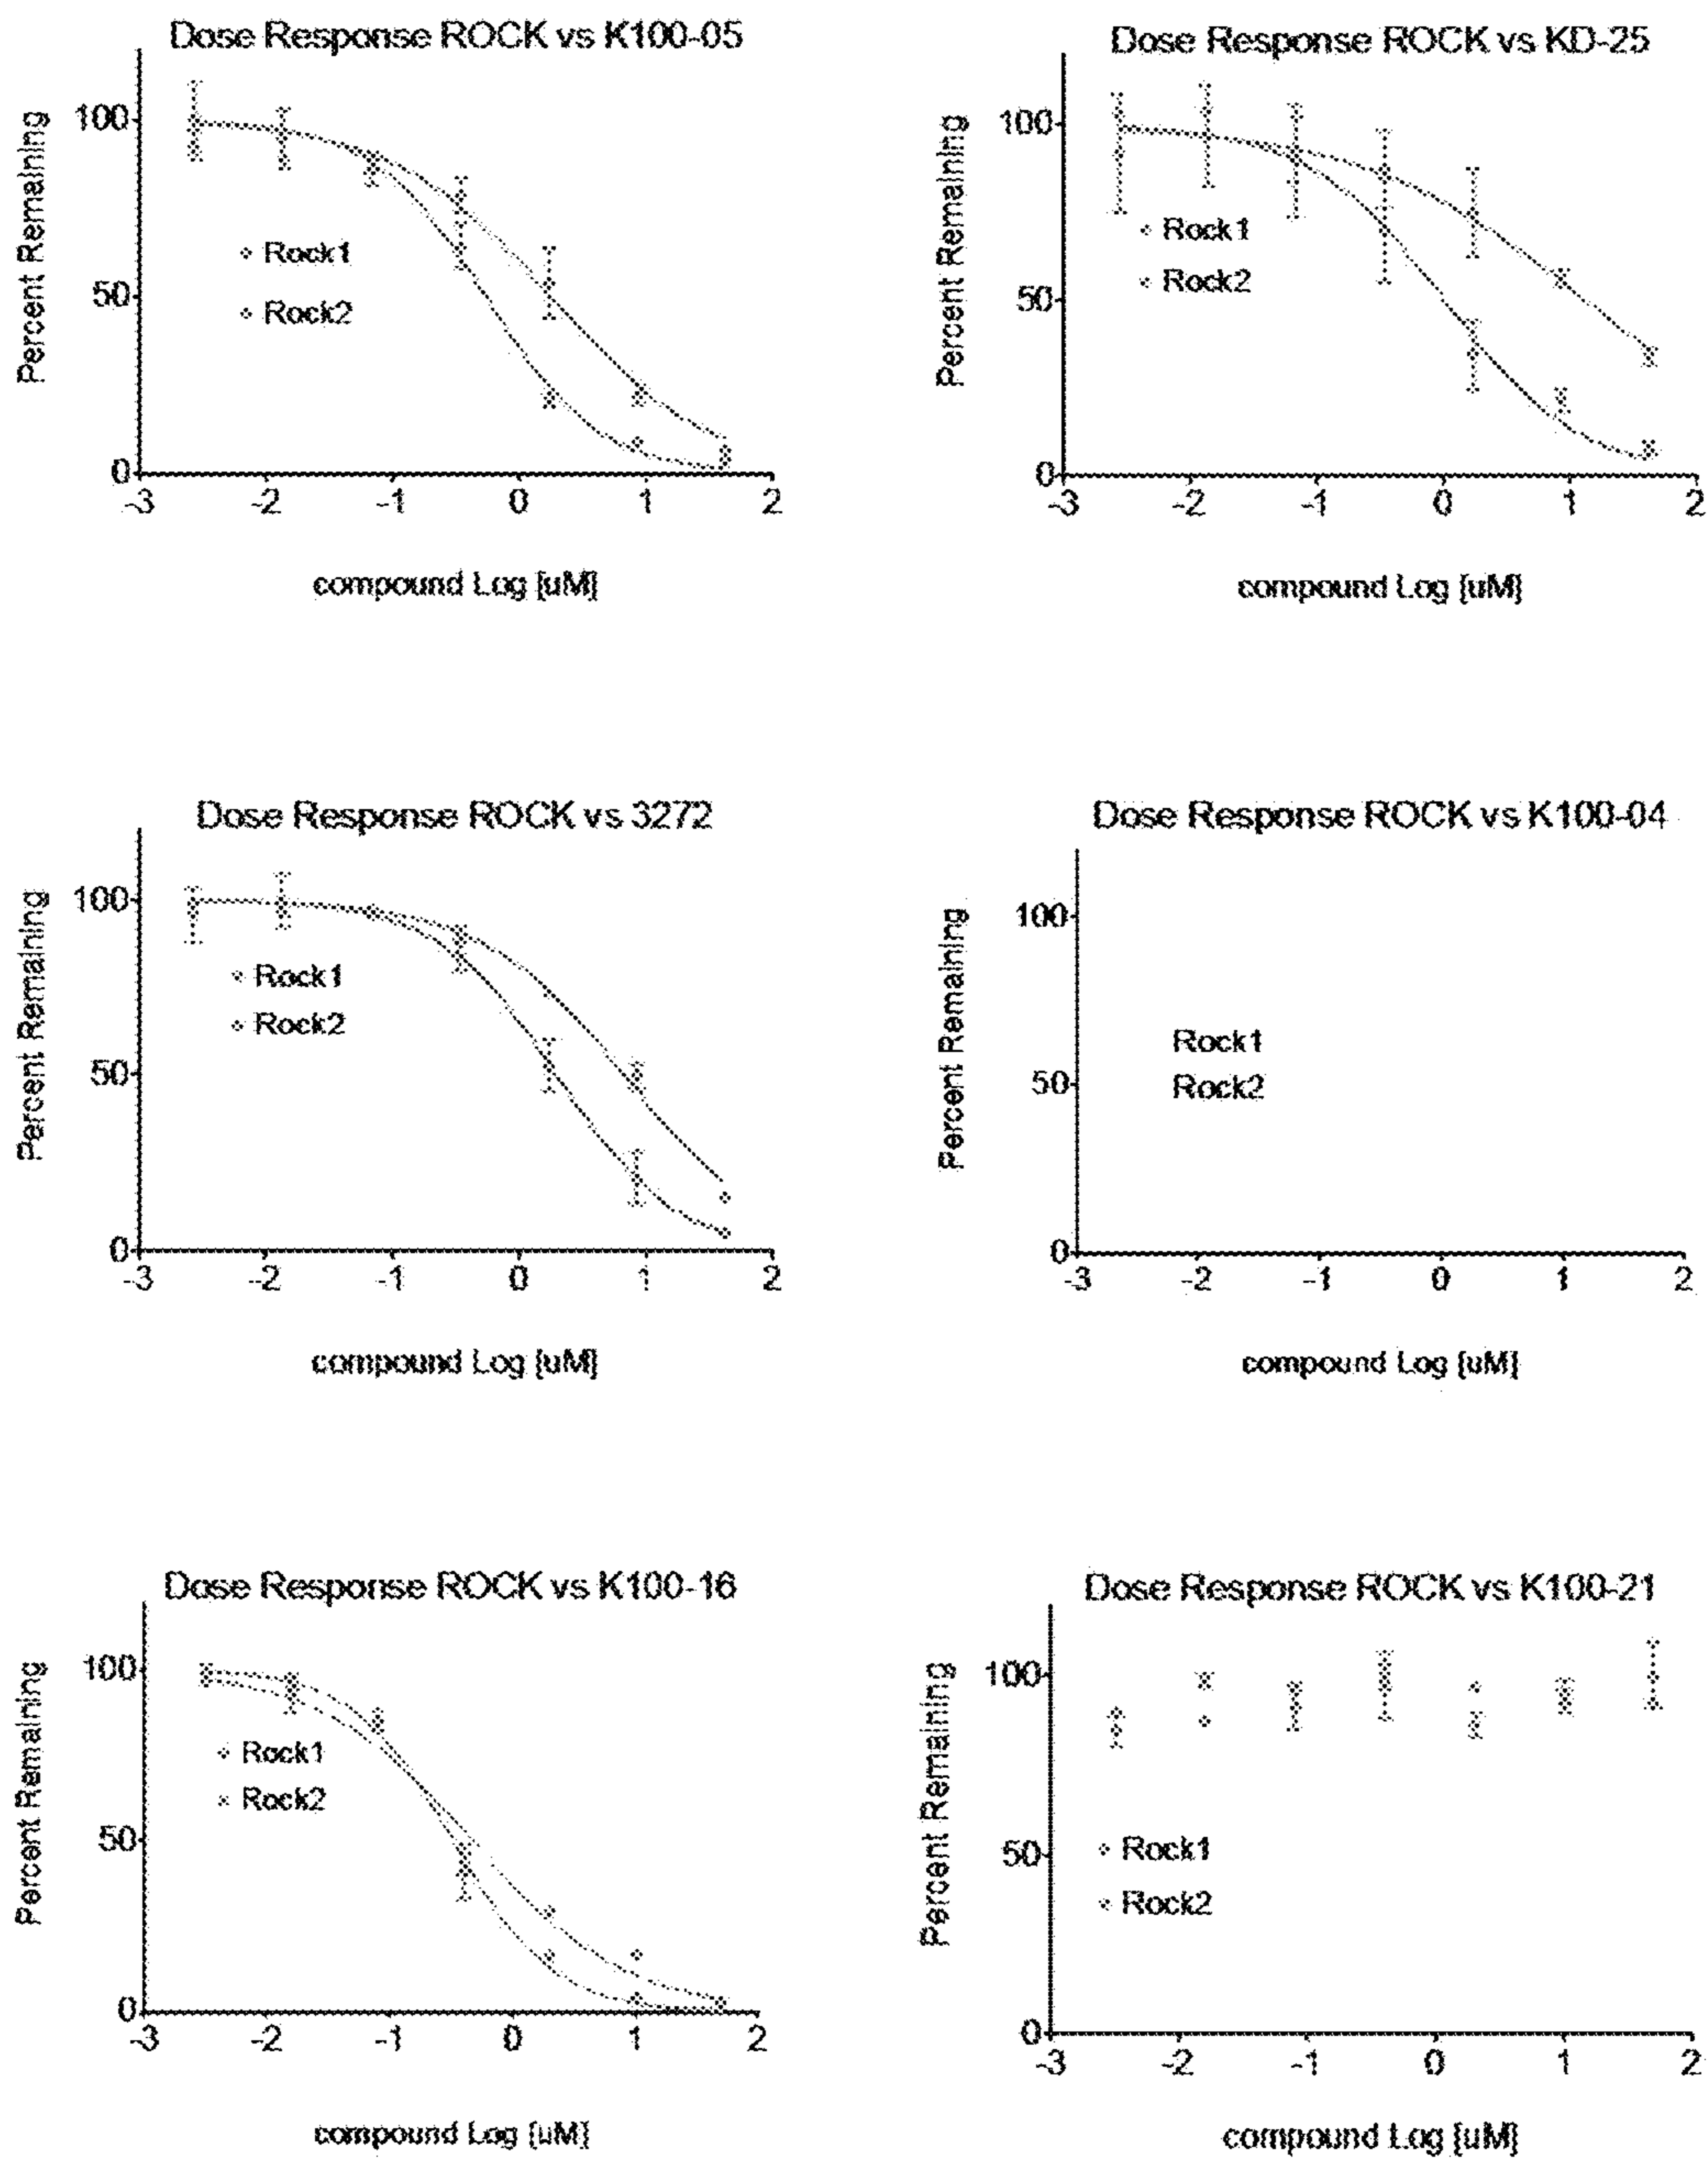 Dose Response ROCK vs K100-05
Percent Remaining
100
50
0
Rock1
Rock2
-3 -2 -1 0 1 2
compound Log [uM]
Dose Response ROCK vs KD-25
Percent Remaining
100
50
0
Rock1
Rock2
-3 -2 -1 0 1 2
compound Log [uM]
Dose Response ROCK vs 3272
Percent Remaining
100
50
0
Rock1
Rock2
-3 -2 -1 0 1 2
compound Log [uM]
Dose Response ROCK vs K100-04
Percent Remaining
100
50
0
Rock1
Rock2
-3 -2 -1 0 1 2
compound Log [uM]
Dose Response ROCK vs K100-16
Percent Remaining
100
50
0
Rock1
Rock2
-3 -2 -1 0 1 2
compound Log [uM]
Dose Response ROCK vs K100-21
Percent Remaining
100
50
0
Rock1
Rock2
-3 -2 -1 0 1 2
compound Log [uM]